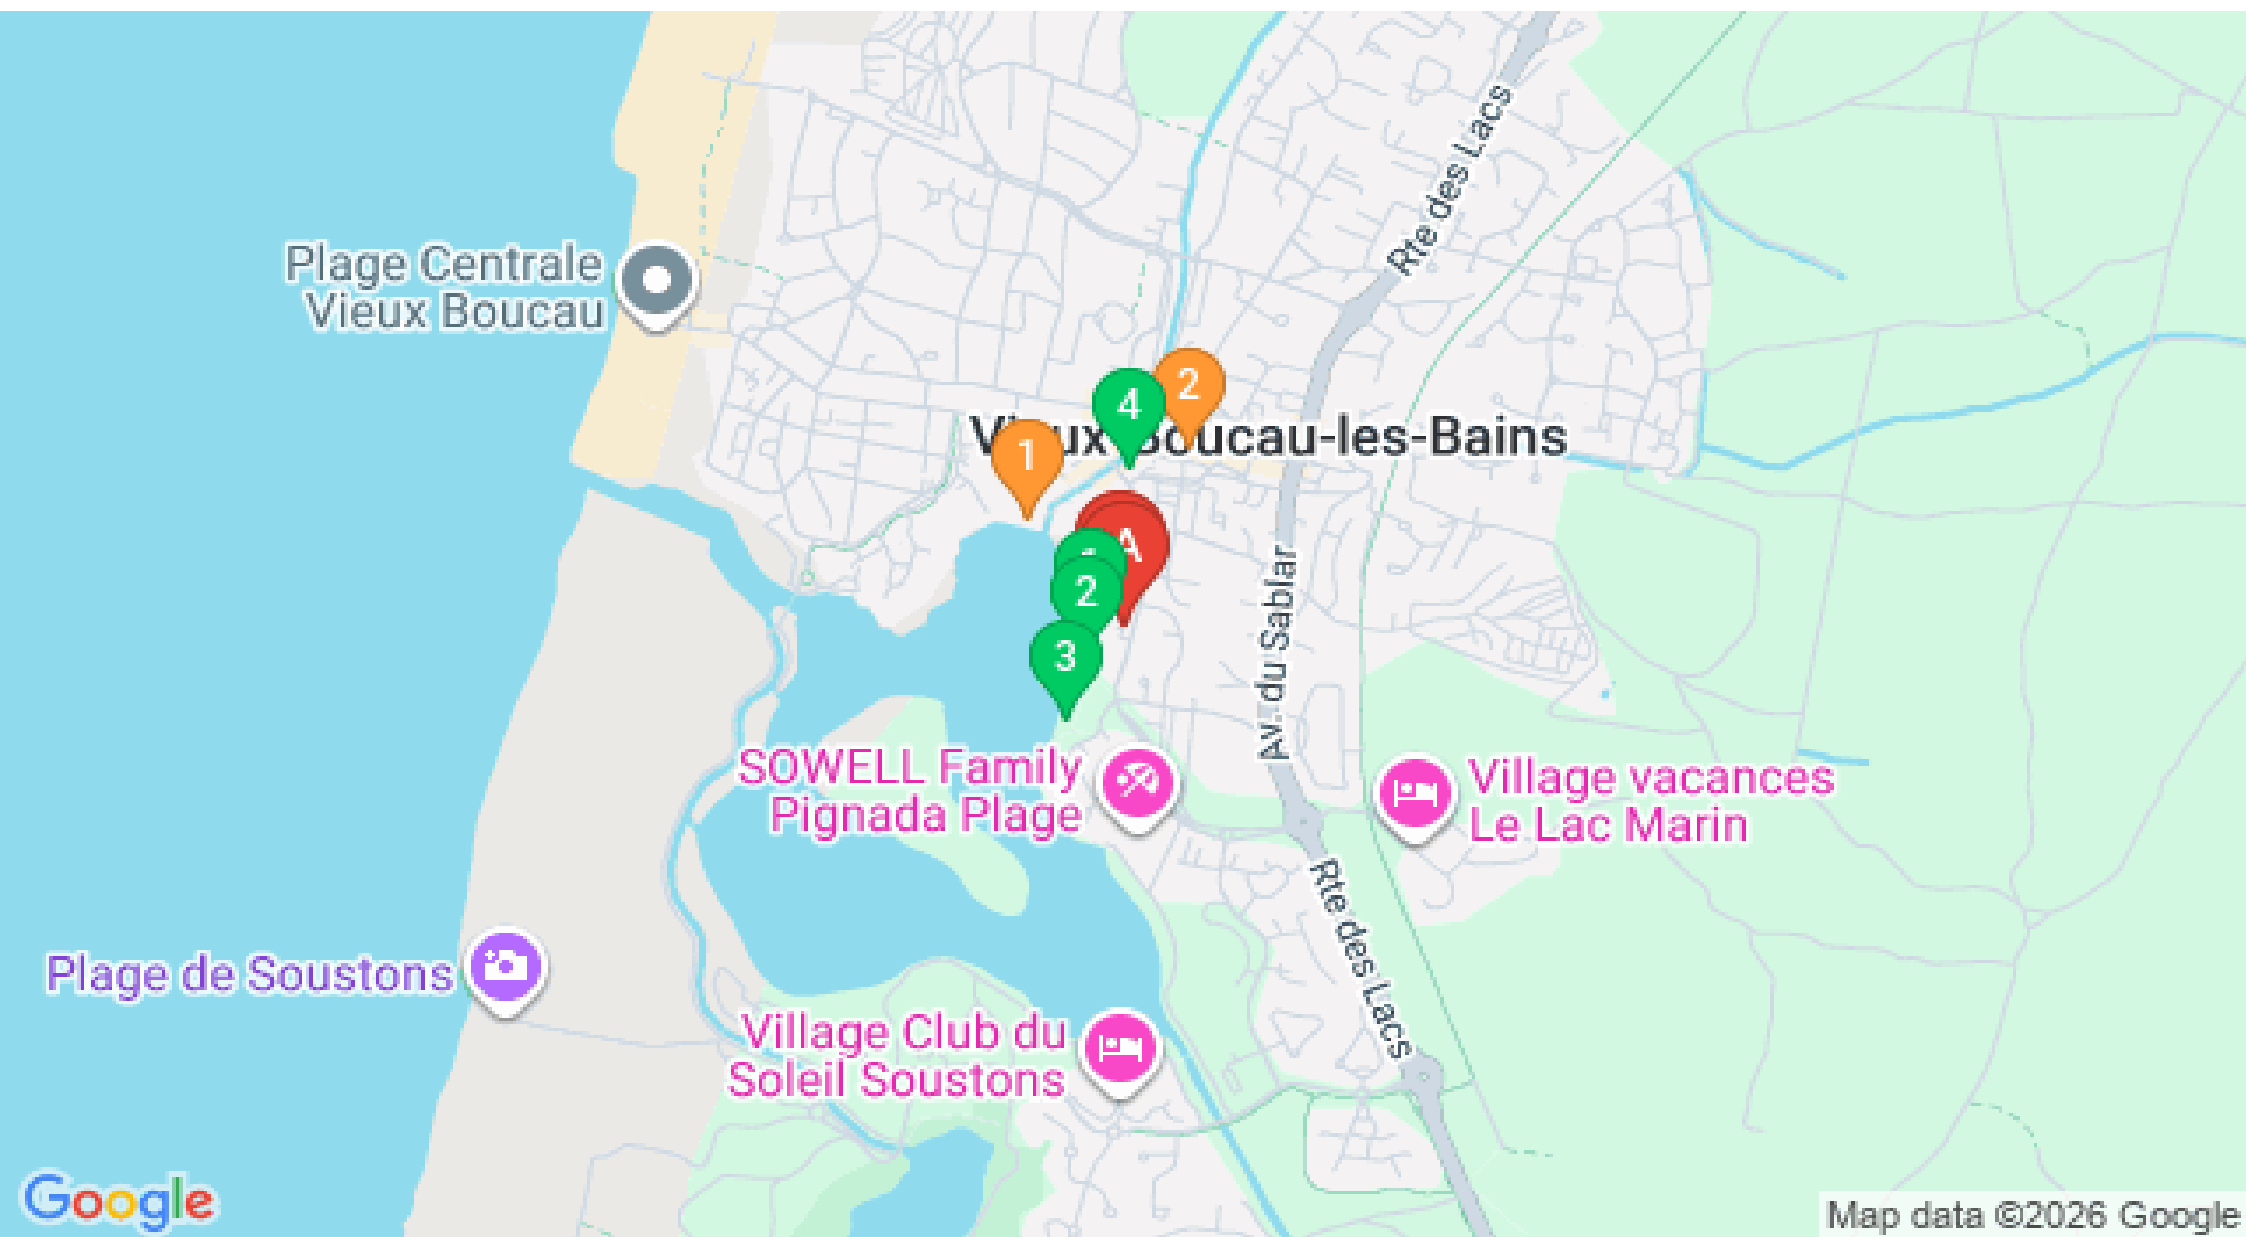 Rte des Lacs
Plage Centrale
Vieux Boucau
2
4
1
Boucau-les-Bains
A
2
3
Av. du Sablar
SOWELL Family
Pignada Plage
Village vacances
Le Lac Marin
Rte des Lacs
Plage de Soustons
Village Club du
Soleil Soustons
Google
Map data ©2026 Google